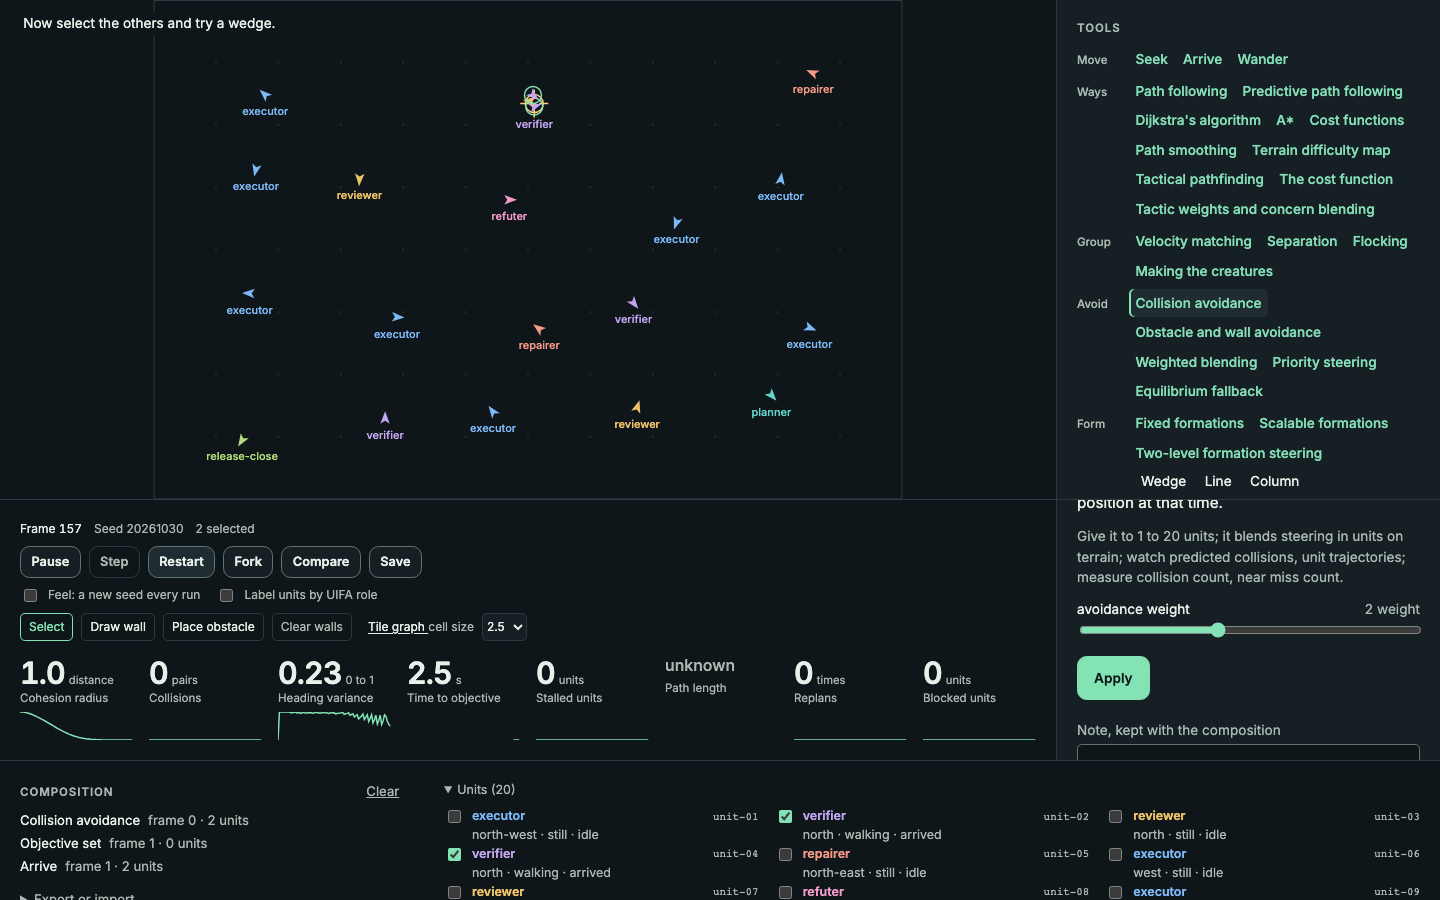 Now select the others and try a wedge.
repairer
executor
verifier
executor
reviewer
refuter
executor
executor
executor
executor
verifier
repairer
executor
planner
verifier
executor
reviewer
release-close
TOOLS
Move Seek Arrive Wander
Ways Path following Predictive path following
Dijkstra's algorithm A* Cost functions
Path smoothing Terrain difficulty map
Tactical pathfinding The cost function
Tactic weights and concern blending
Group Velocity matching Separation Flocking
Making the creatures
Avoid Collision avoidance
Obstacle and wall avoidance
Weighted blending Priority steering
Equilibrium fallback
Form Fixed formations Scalable formations
Two-level formation steering
Wedge Line Column
position at that time.
Give it to 1 to 20 units; it blends steering in units on
terrain; watch predicted collisions, unit trajectories;
measure collision count, near miss count.
avoidance weight 2 weight
Apply
Note, kept with the composition
Frame 157 Seed 20261030 2 selected
Pause Step Restart Fork Compare Save
Feel: a new seed every run Label units by UIFA role
Select Draw wall Place obstacle Clear walls Tile graph cell size 2.5
1.0 distance 0 pairs 0.23 0 to 1 2.5 s 0 units unknown 0 times 0 units
Cohesion radius Collisions Heading variance Time to objective Stalled units Path length Replans Blocked units
COMPOSITION Clear
Collision avoidance frame 0 · 2 units
Objective set frame 1 · 0 units
Arrive frame 1 · 2 units
Export or import
Units (20)
executor unit-01 verifier unit-02 reviewer unit-03
north-west · still · idle north · walking · arrived north · still · idle
verifier unit-04 repairer unit-05 executor unit-06
north · walking · arrived north-east · still · idle west · still · idle
reviewer unit-07 refuter unit-08 executor unit-09